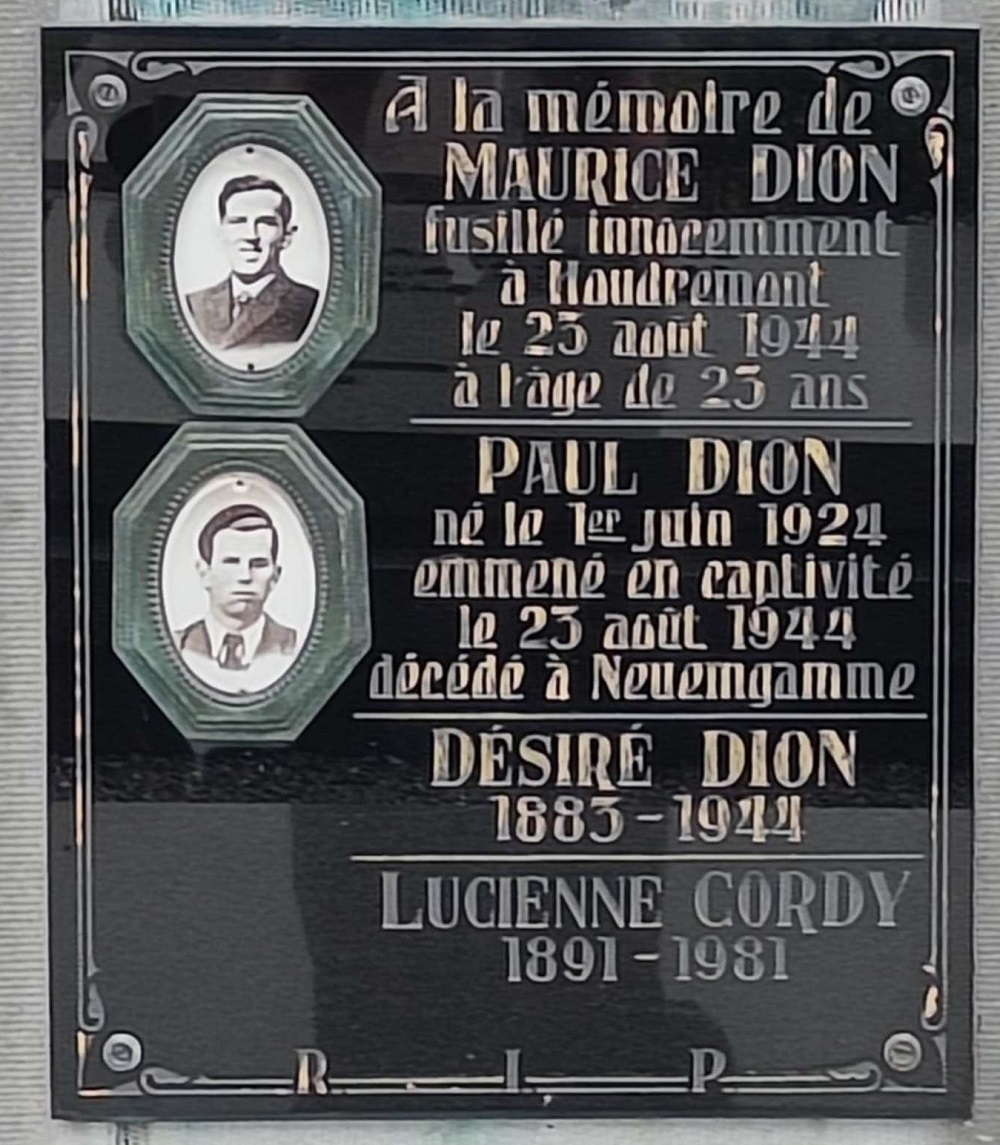 A la mémoire de
MAURICE DION
fusillé innocemment
à Houdremont
le 23 août 1944
à l'âge de 23 ans
PAUL DION
né le 1er juin 1924
emmené en captivité
le 23 août 1944
décédé à Neuemgamme
DÉSIRÉ DION
1883-1944
LUCIENNE CORDY
1891-1981
R. I. P.